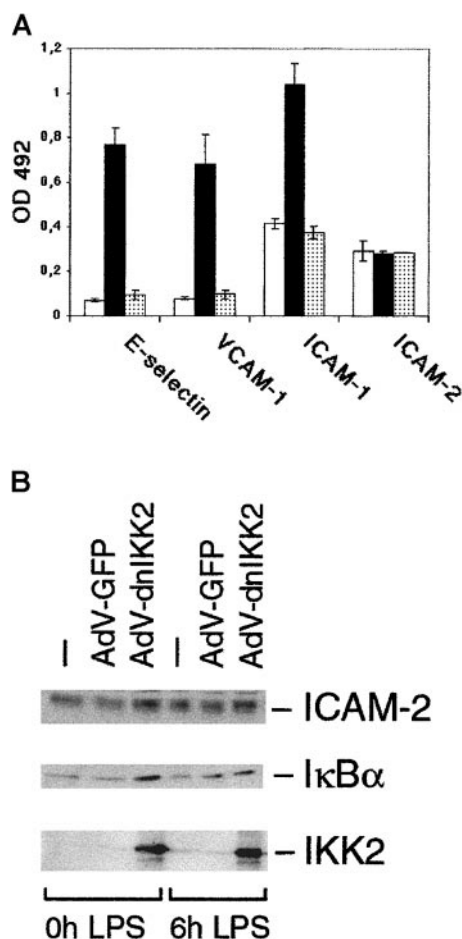 A
1,2
1
0,8
0,6
0,4
0,2
0
OD 492
E-selectin
VCAM-1
ICAM-1
ICAM-2
B
—
AdV-GFP
AdV-dnIKK2
—
AdV-GFP
AdV-dnIKK2
– ICAM-2
– IκBα
– IKK2
0h LPS
6h LPS